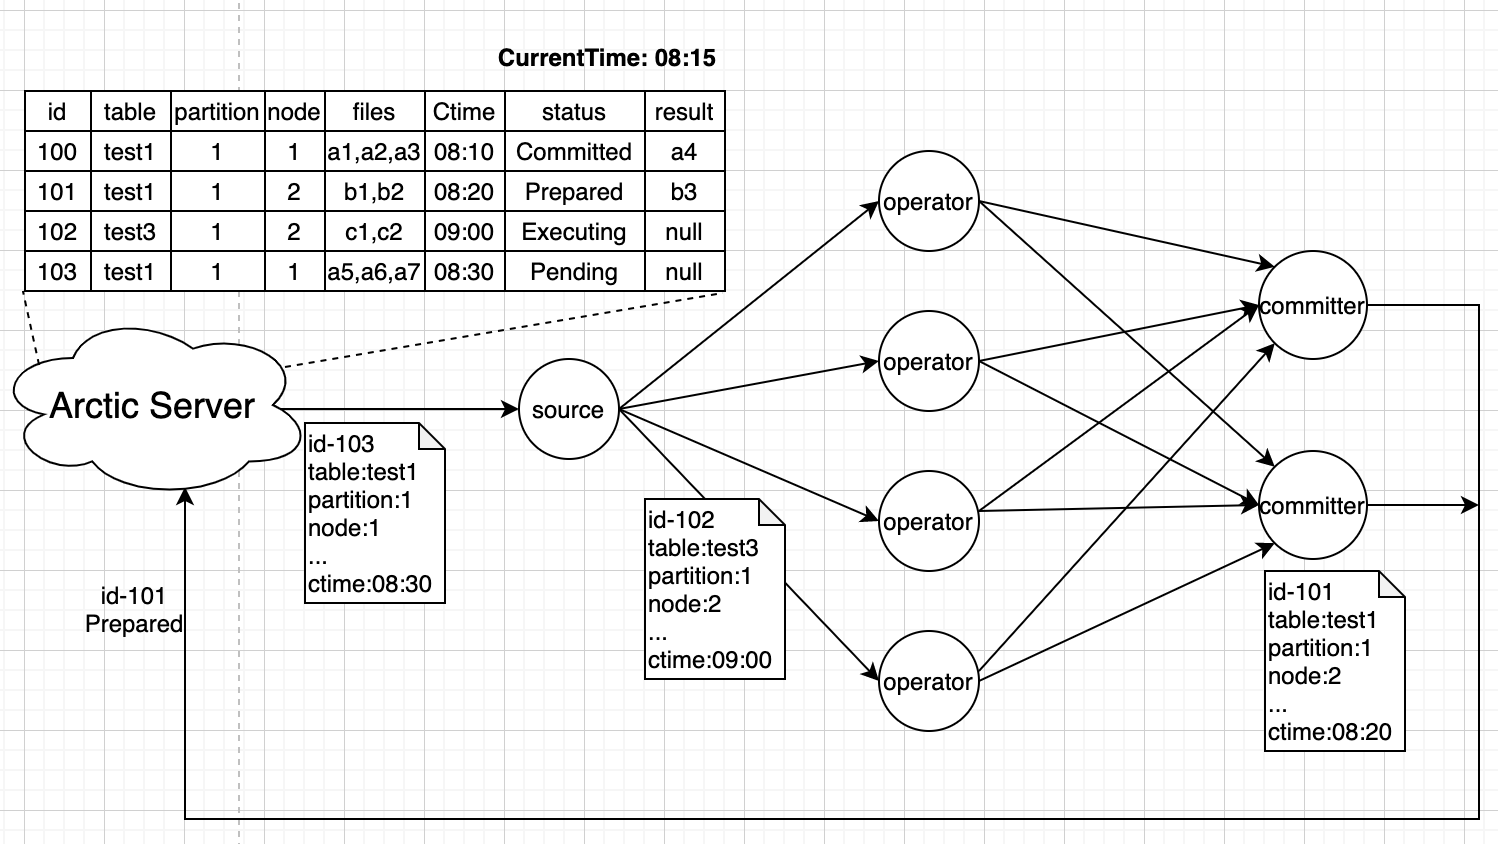 CurrentTime: 08:15
id table partition node files Ctime status result
100 test1 1 1 a1,a2,a3 08:10 Committed a4
101 test1 1 2 b1,b2 08:20 Prepared b3
102 test3 1 2 c1,c2 09:00 Executing null
103 test1 1 1 a5,a6,a7 08:30 Pending null
Arctic Server
source
operator
operator
operator
operator
committer
committer
id-103
table:test1
partition:1
node:1
...
ctime:08:30
id-102
table:test3
partition:1
node:2
...
ctime:09:00
id-101
table:test1
partition:1
node:2
...
ctime:08:20
id-101
Prepared